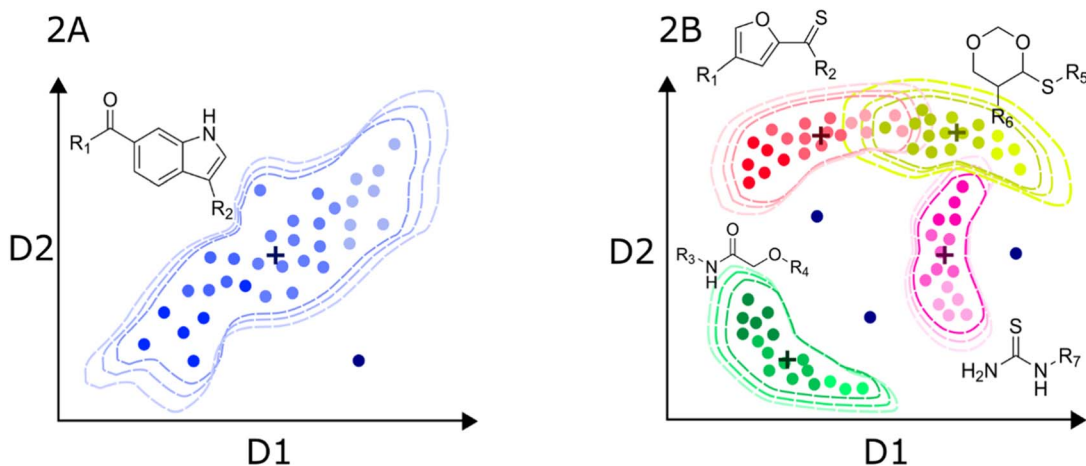 2A
O
R1
H
N
R2
D2
D1
2B
O
S
R1
R2
O
O
S
R5
R6
D2
O
R3
N
H
O
R4
S
H2N
N
H
R7
D1